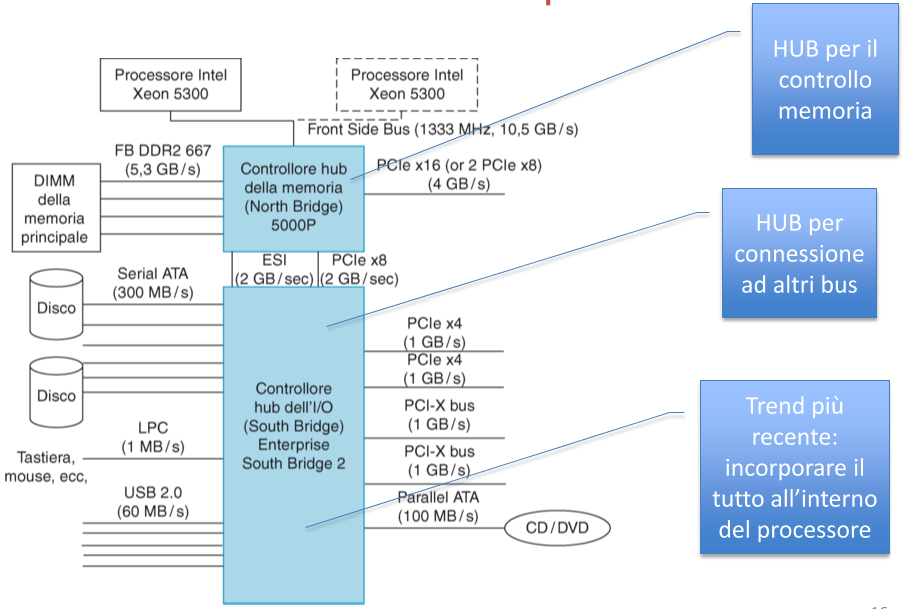 HUB per il
controllo
memoria
Processore Intel
Xeon 5300
Processore Intel
Xeon 5300
Front Side Bus (1333 MHz, 10,5 GB/s)
FB DDR2 667
(5,3 GB/s)
DIMM
della
memoria
principale
Controllore hub
della memoria
(North Bridge)
5000P
PCIe x16 (or 2 PCIe x8)
(4 GB/s)
HUB per
connessione
ad altri bus
ESI
(2 GB/sec)
PCIe x8
(2 GB/sec)
Serial ATA
(300 MB/s)
Disco
Disco
LPC
(1 MB/s)
Tastiera,
mouse, ecc,
USB 2.0
(60 MB/s)
Controllore
hub dell'I/O
(South Bridge)
Enterprise
South Bridge 2
PCIe x4
(1 GB/s)
PCIe x4
(1 GB/s)
PCI-X bus
(1 GB/s)
PCI-X bus
(1 GB/s)
Parallel ATA
(100 MB/s)
CD/DVD
Trend più
recente:
incorporare il
tutto all'interno
del processore